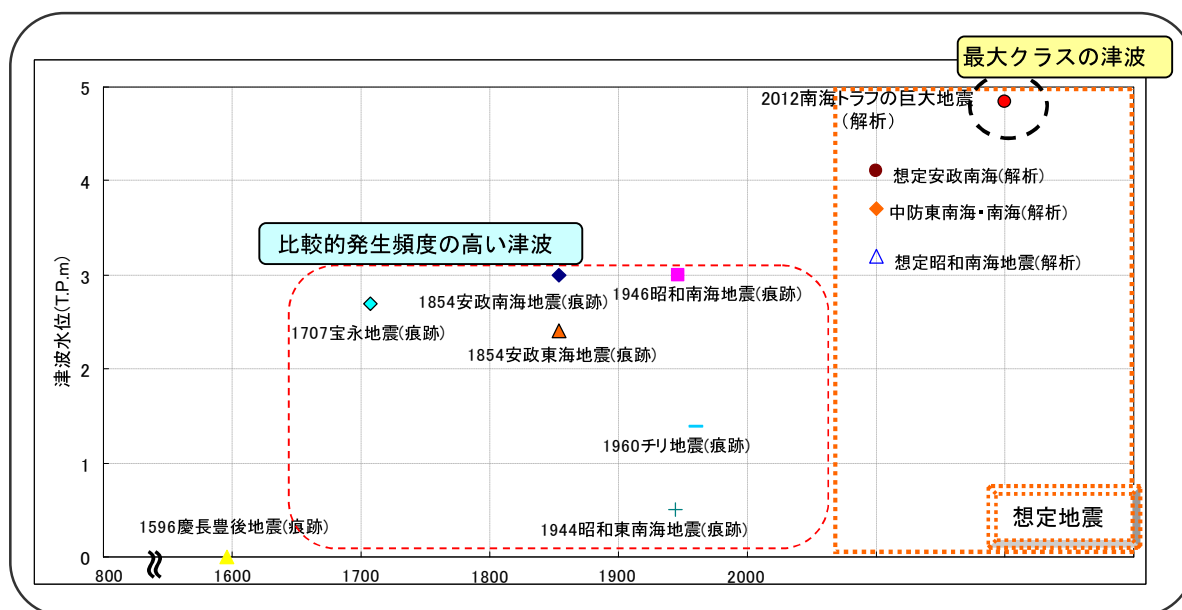 最大クラスの津波
5
2012南海トラフの巨大地震
(解析)
4
想定安政南海(解析)
中防東南海・南海(解析)
比較的発生頻度の高い津波
想定昭和南海地震(解析)
3
1854安政南海地震(痕跡)
1946昭和南海地震(痕跡)
1707宝永地震(痕跡)
1854安政東海地震(痕跡)
津波水位(T.P.m)
2
1960チリ地震(痕跡)
1
1596慶長豊後地震(痕跡)
1944昭和東南海地震(痕跡)
想定地震
0
800 1600 1700 1800 1900 2000